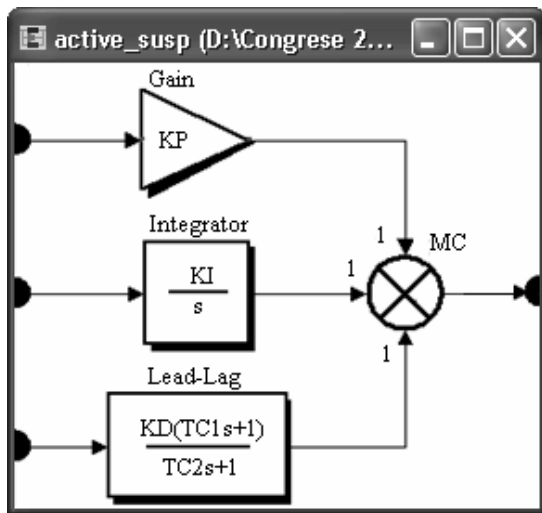 active_susp (D:\Congrese 2...
Gain
KP
1
MC
Integrator
KI
s
1
1
Lead-Lag
KD(TC1s+1)
TC2s+1